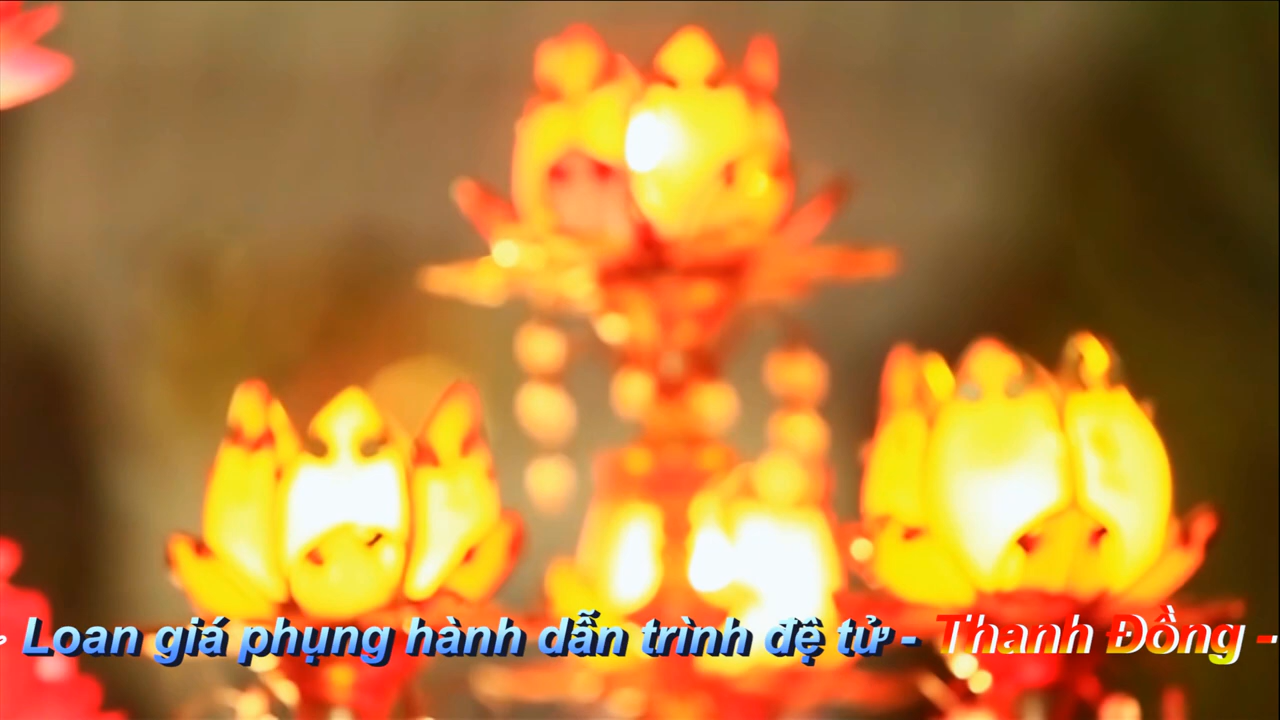 Loan giá phụng hành dẫn trình đệ tử - Thanh Đồng -